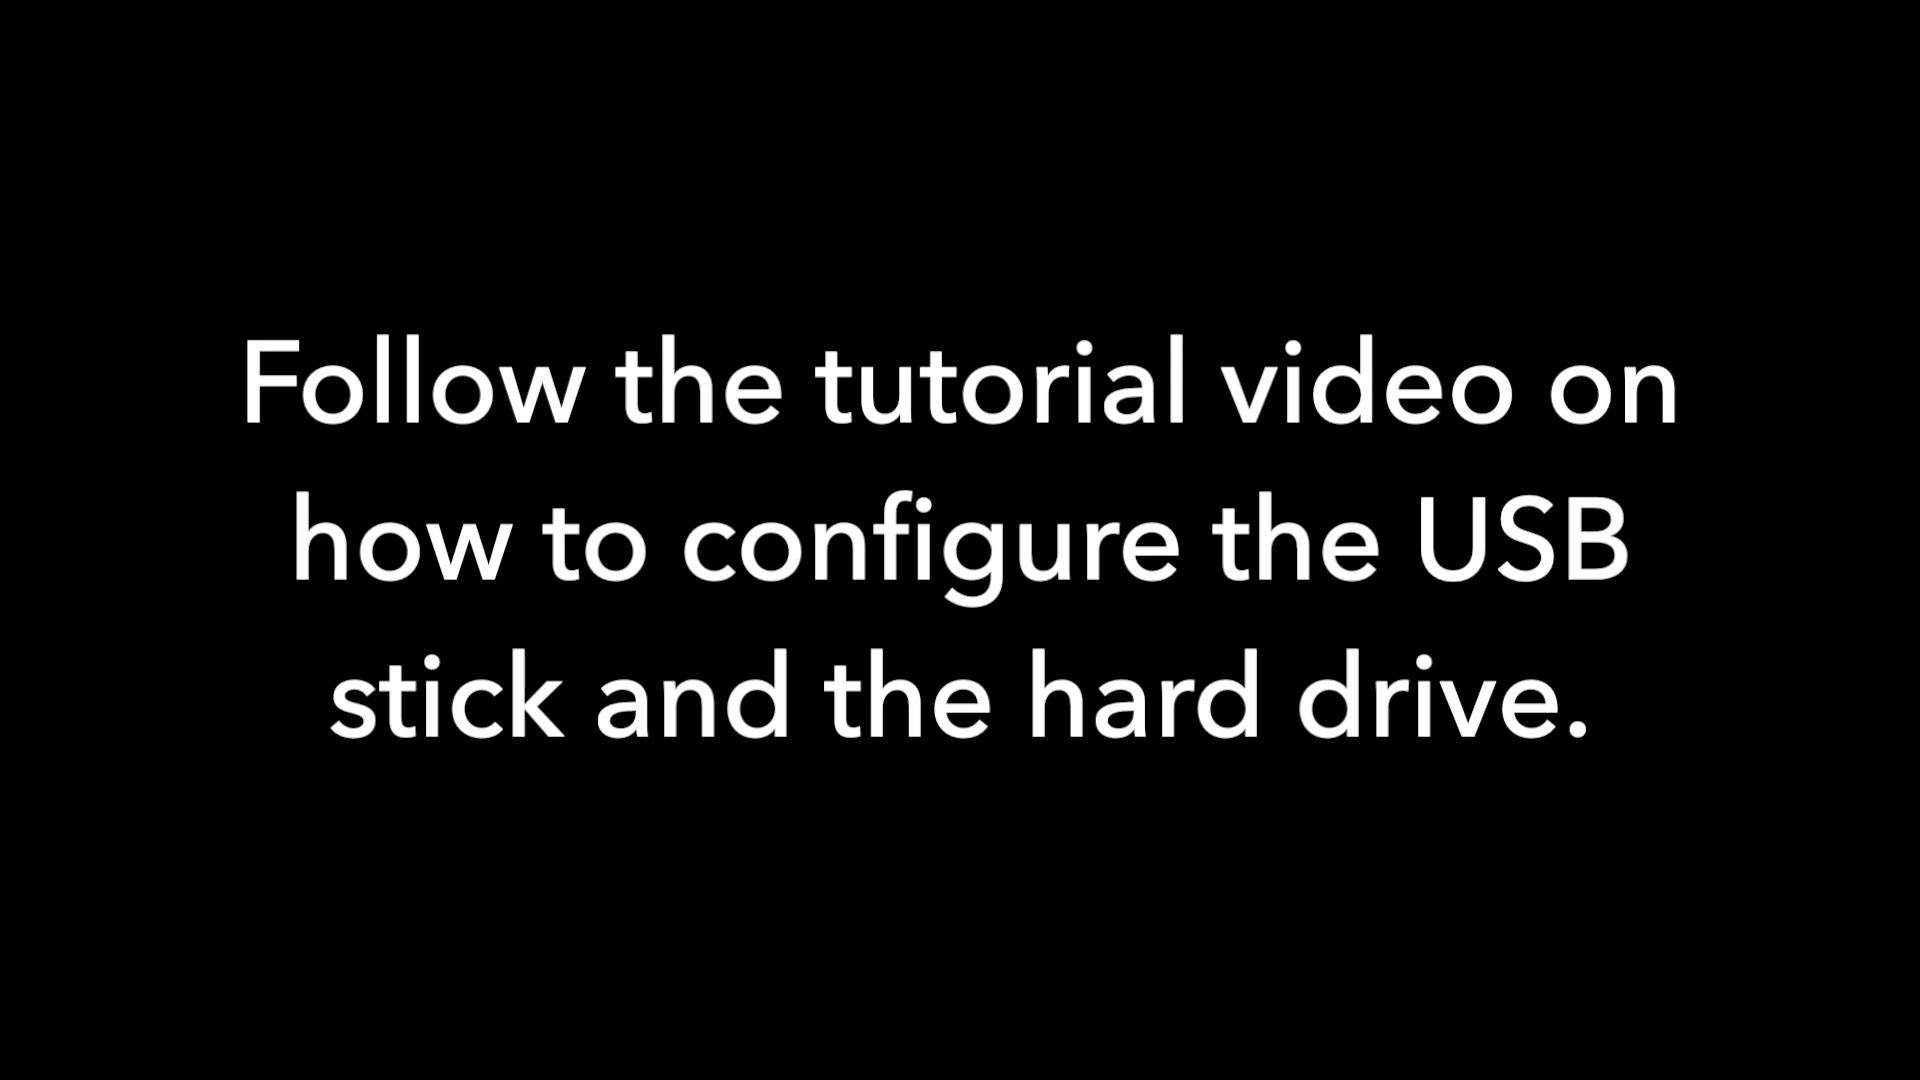 Follow the tutorial video on
how to configure the USB
stick and the hard drive.